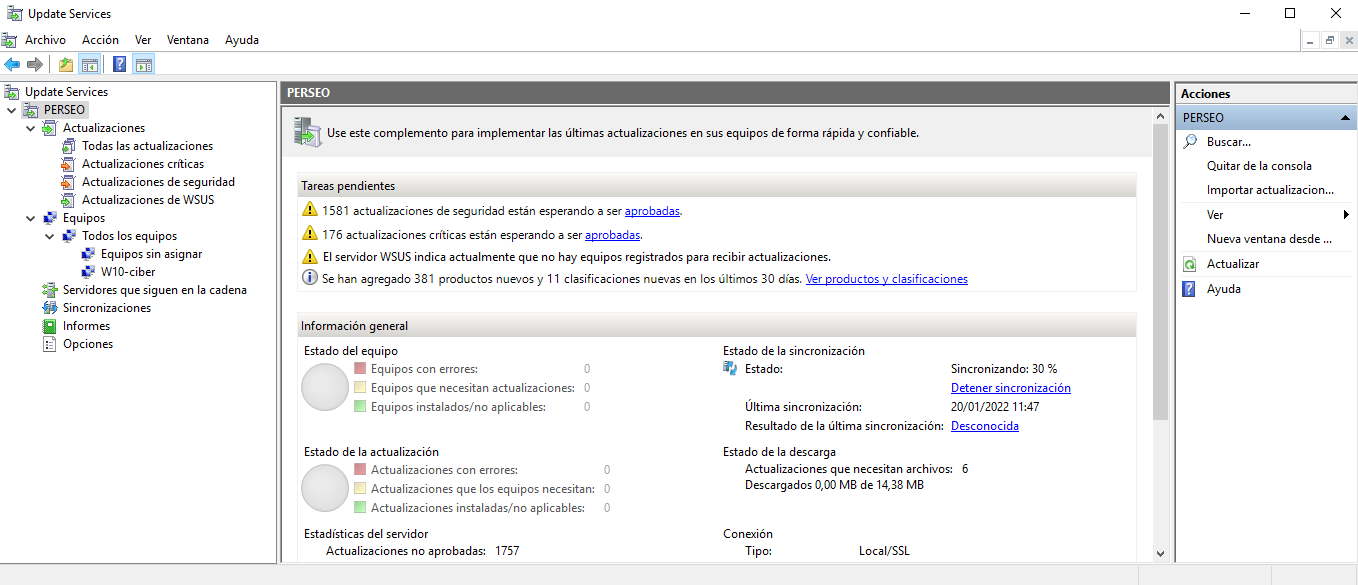 Update Services
Archivo Acción Ver Ventana Ayuda
Update Services
PERSEO
Actualizaciones
Todas las actualizaciones
Actualizaciones críticas
Actualizaciones de seguridad
Actualizaciones de WSUS
Equipos
Todos los equipos
Equipos sin asignar
W10-ciber
Servidores que siguen en la cadena
Sincronizaciones
Informes
Opciones
PERSEO
Use este complemento para implementar las últimas actualizaciones en sus equipos de forma rápida y confiable.
Tareas pendientes
1581 actualizaciones de seguridad están esperando a ser aprobadas.
176 actualizaciones críticas están esperando a ser aprobadas.
El servidor WSUS indica actualmente que no hay equipos registrados para recibir actualizaciones.
Se han agregado 381 productos nuevos y 11 clasificaciones nuevas en los últimos 30 días. Ver productos y clasificaciones
Información general
Estado del equipo
Equipos con errores: 0
Equipos que necesitan actualizaciones: 0
Equipos instalados/no aplicables: 0
Estado de la sincronización
Estado: Sincronizando: 30 %
Detener sincronización
Última sincronización: 20/01/2022 11:47
Resultado de la última sincronización: Desconocida
Estado de la actualización
Actualizaciones con errores: 0
Actualizaciones que los equipos necesitan: 0
Actualizaciones instaladas/no aplicables: 0
Estado de la descarga
Actualizaciones que necesitan archivos: 6
Descargados 0,00 MB de 14,38 MB
Estadísticas del servidor
Actualizaciones no aprobadas: 1757
Conexión
Tipo: Local/SSL
Acciones
PERSEO
Buscar...
Quitar de la consola
Importar actualizacion...
Ver
Nueva ventana desde ...
Actualizar
Ayuda